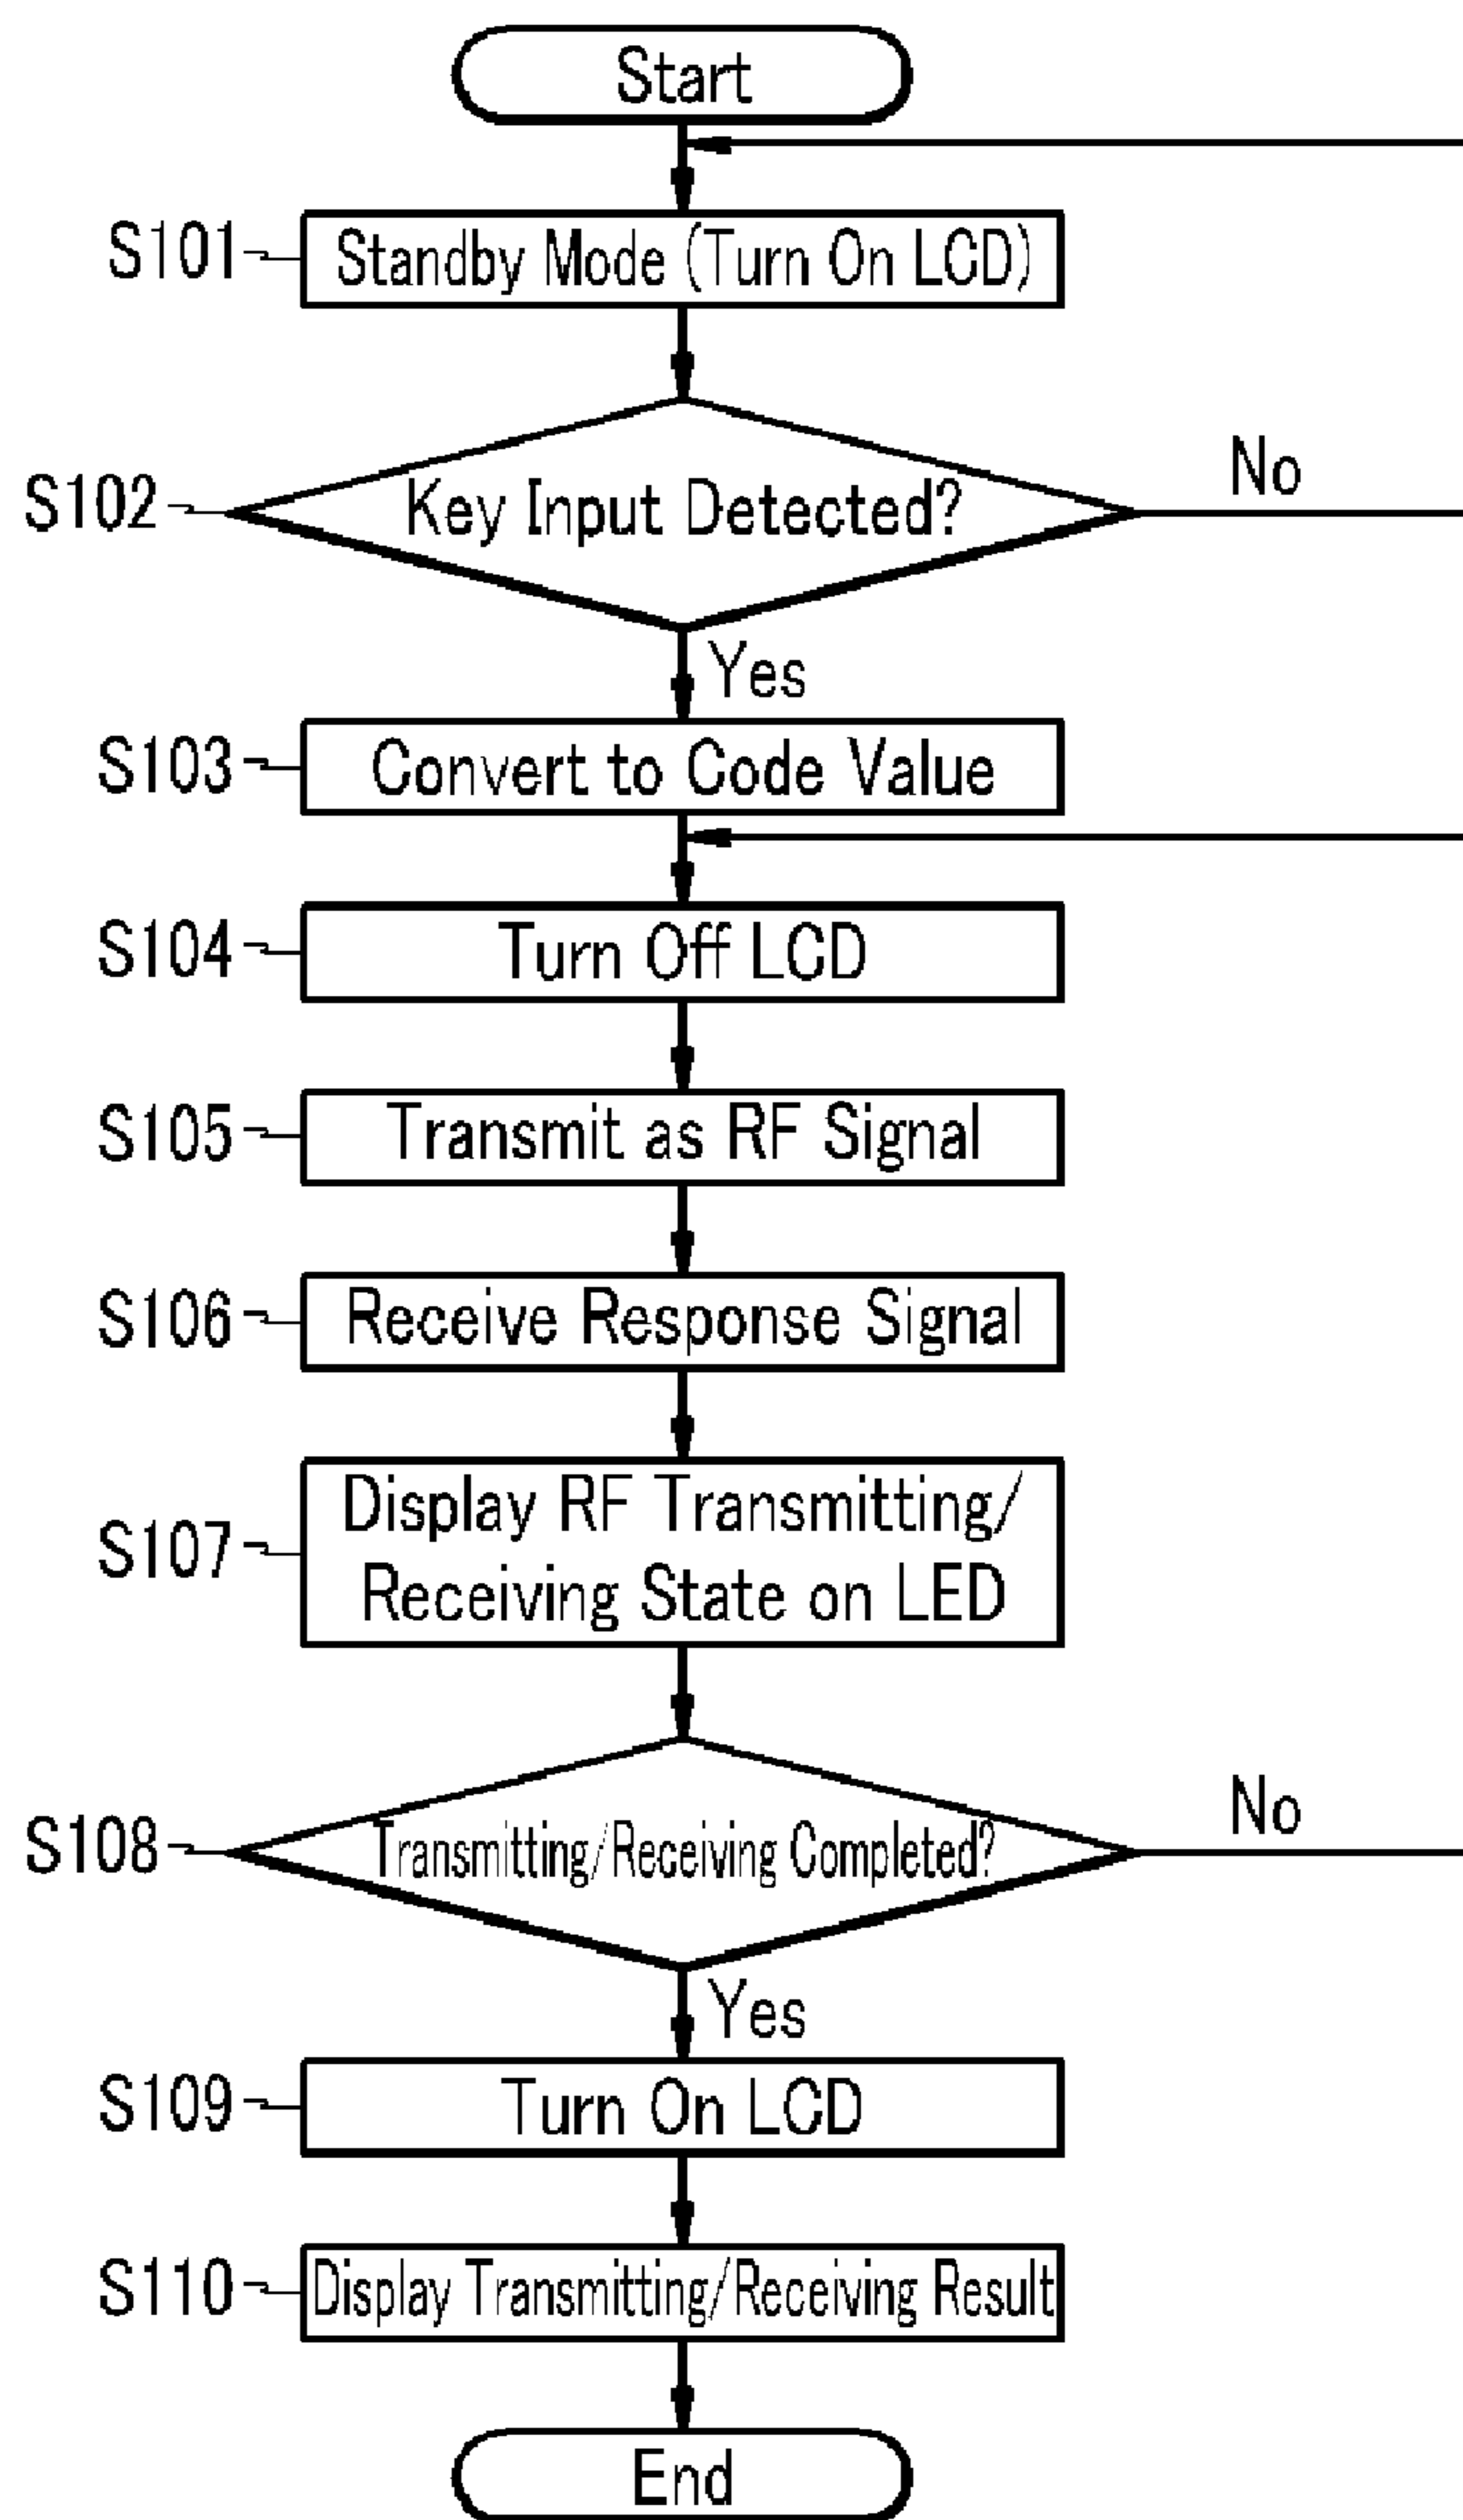 Start
S101
Standby Mode (Turn On LCD)
S102
Key Input Detected?
No
Yes
S103
Convert to Code Value
S104
Turn Off LCD
S105
Transmit as RF Signal
S106
Receive Response Signal
S107
Display RF Transmitting/
Receiving State on LED
S108
Transmitting/Receiving Completed?
No
Yes
S109
Turn On LCD
S110
Display Transmitting/Receiving Result
End